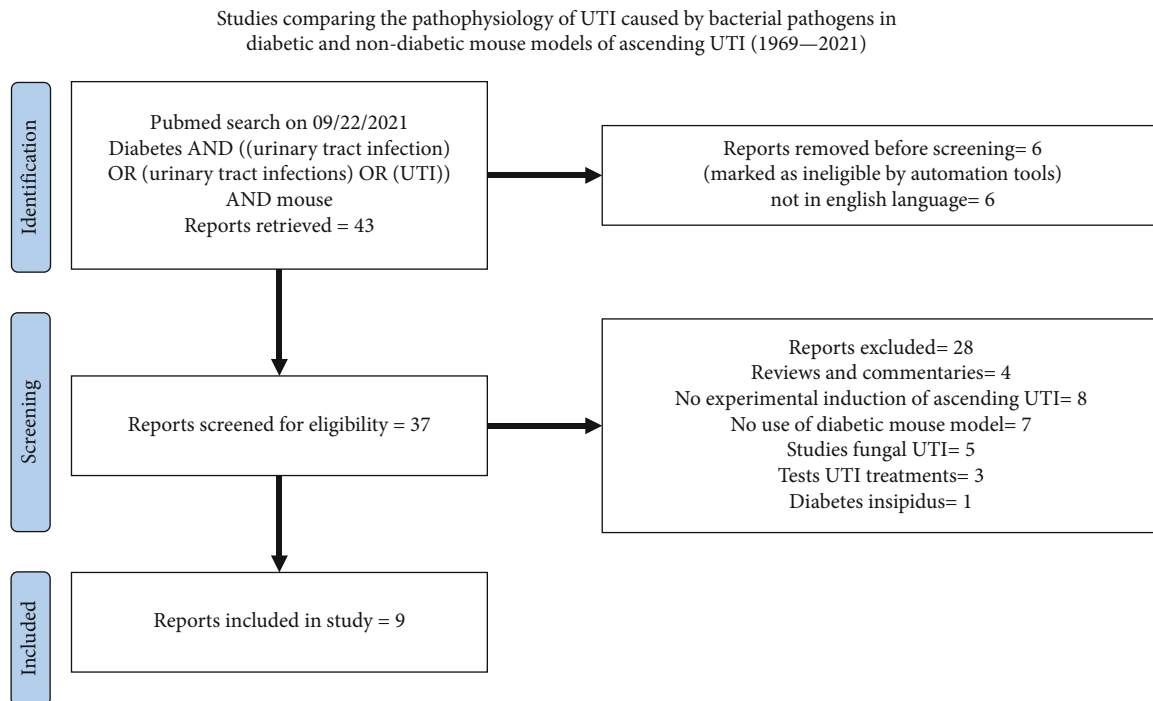 Studies comparing the pathophysiology of UTI caused by bacterial pathogens in
diabetic and non-diabetic mouse models of ascending UTI (1969—2021)
Identification
Pubmed search on 09/22/2021
Diabetes AND ((urinary tract infection)
OR (urinary tract infections) OR (UTI))
AND mouse
Reports retrieved = 43
Reports removed before screening= 6
(marked as ineligible by automation tools)
not in english language= 6
Screening
Reports screened for eligibility = 37
Reports excluded= 28
Reviews and commentaries= 4
No experimental induction of ascending UTI= 8
No use of diabetic mouse model= 7
Studies fungal UTI= 5
Tests UTI treatments= 3
Diabetes insipidus= 1
Included
Reports included in study = 9